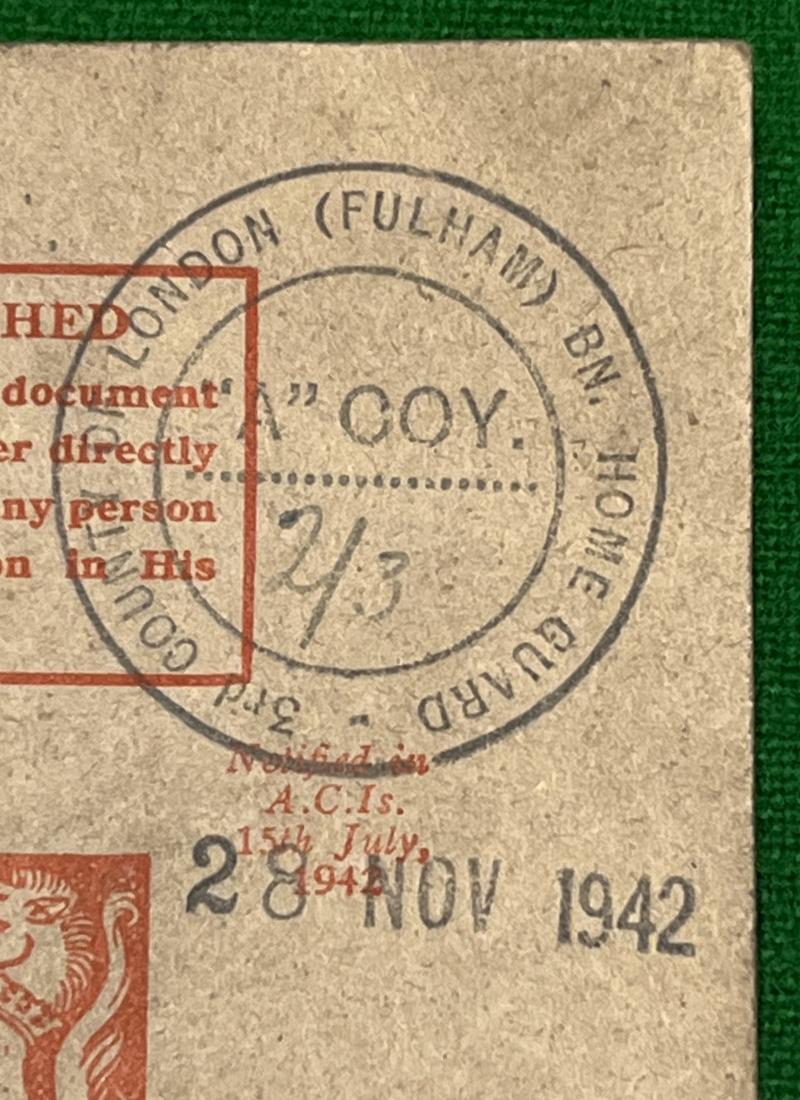 3rd COUNTY OF LONDON (FULHAM) BN. HOME GUARD -
"A" COY.
2/3
HED
document
er directly
ny person
on in His
Notified in
A.C.Is.
15th July,
1942
28 NOV 1942